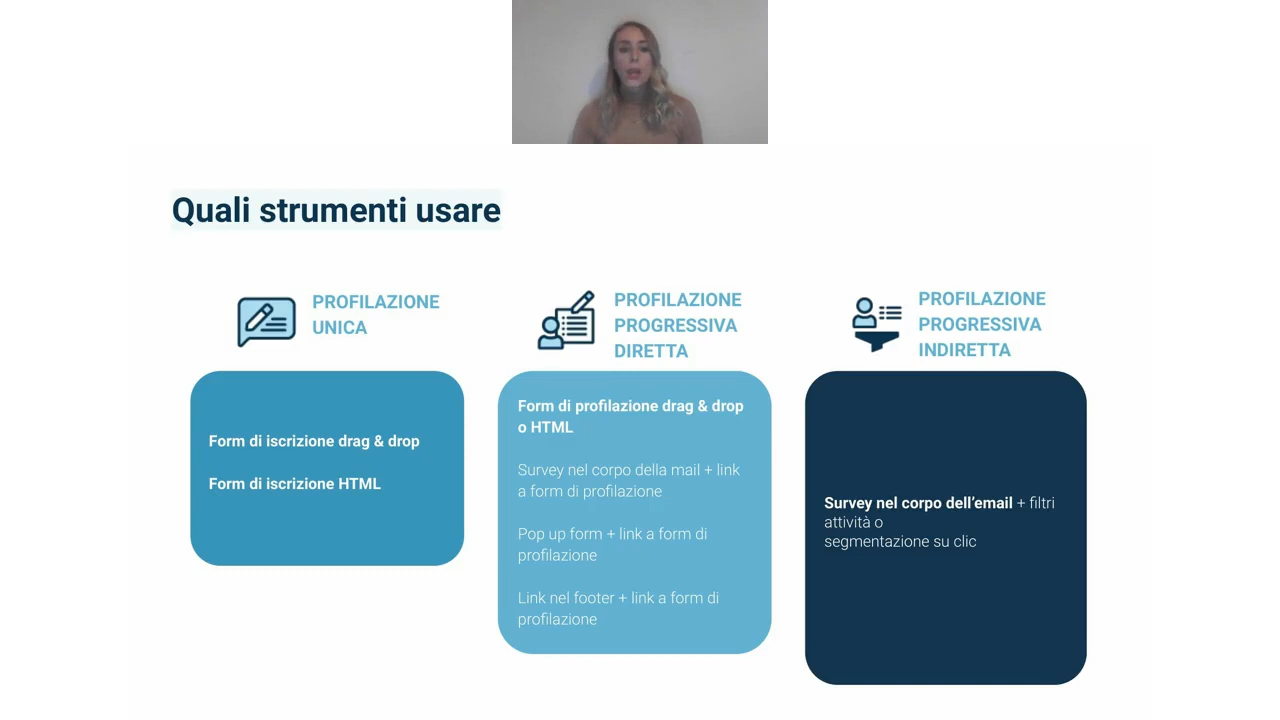 Quali strumenti usare
PROFILAZIONE
UNICA
Form di iscrizione drag & drop
Form di iscrizione HTML
PROFILAZIONE
PROGRESSIVA
DIRETTA
Form di profilazione drag & drop
o HTML
Survey nel corpo della mail + link
a form di profilazione
Pop up form + link a form di
profilazione
Link nel footer + link a form di
profilazione
PROFILAZIONE
PROGRESSIVA
INDIRETTA
Survey nel corpo dell’email + filtri
attività o
segmentazione su clic